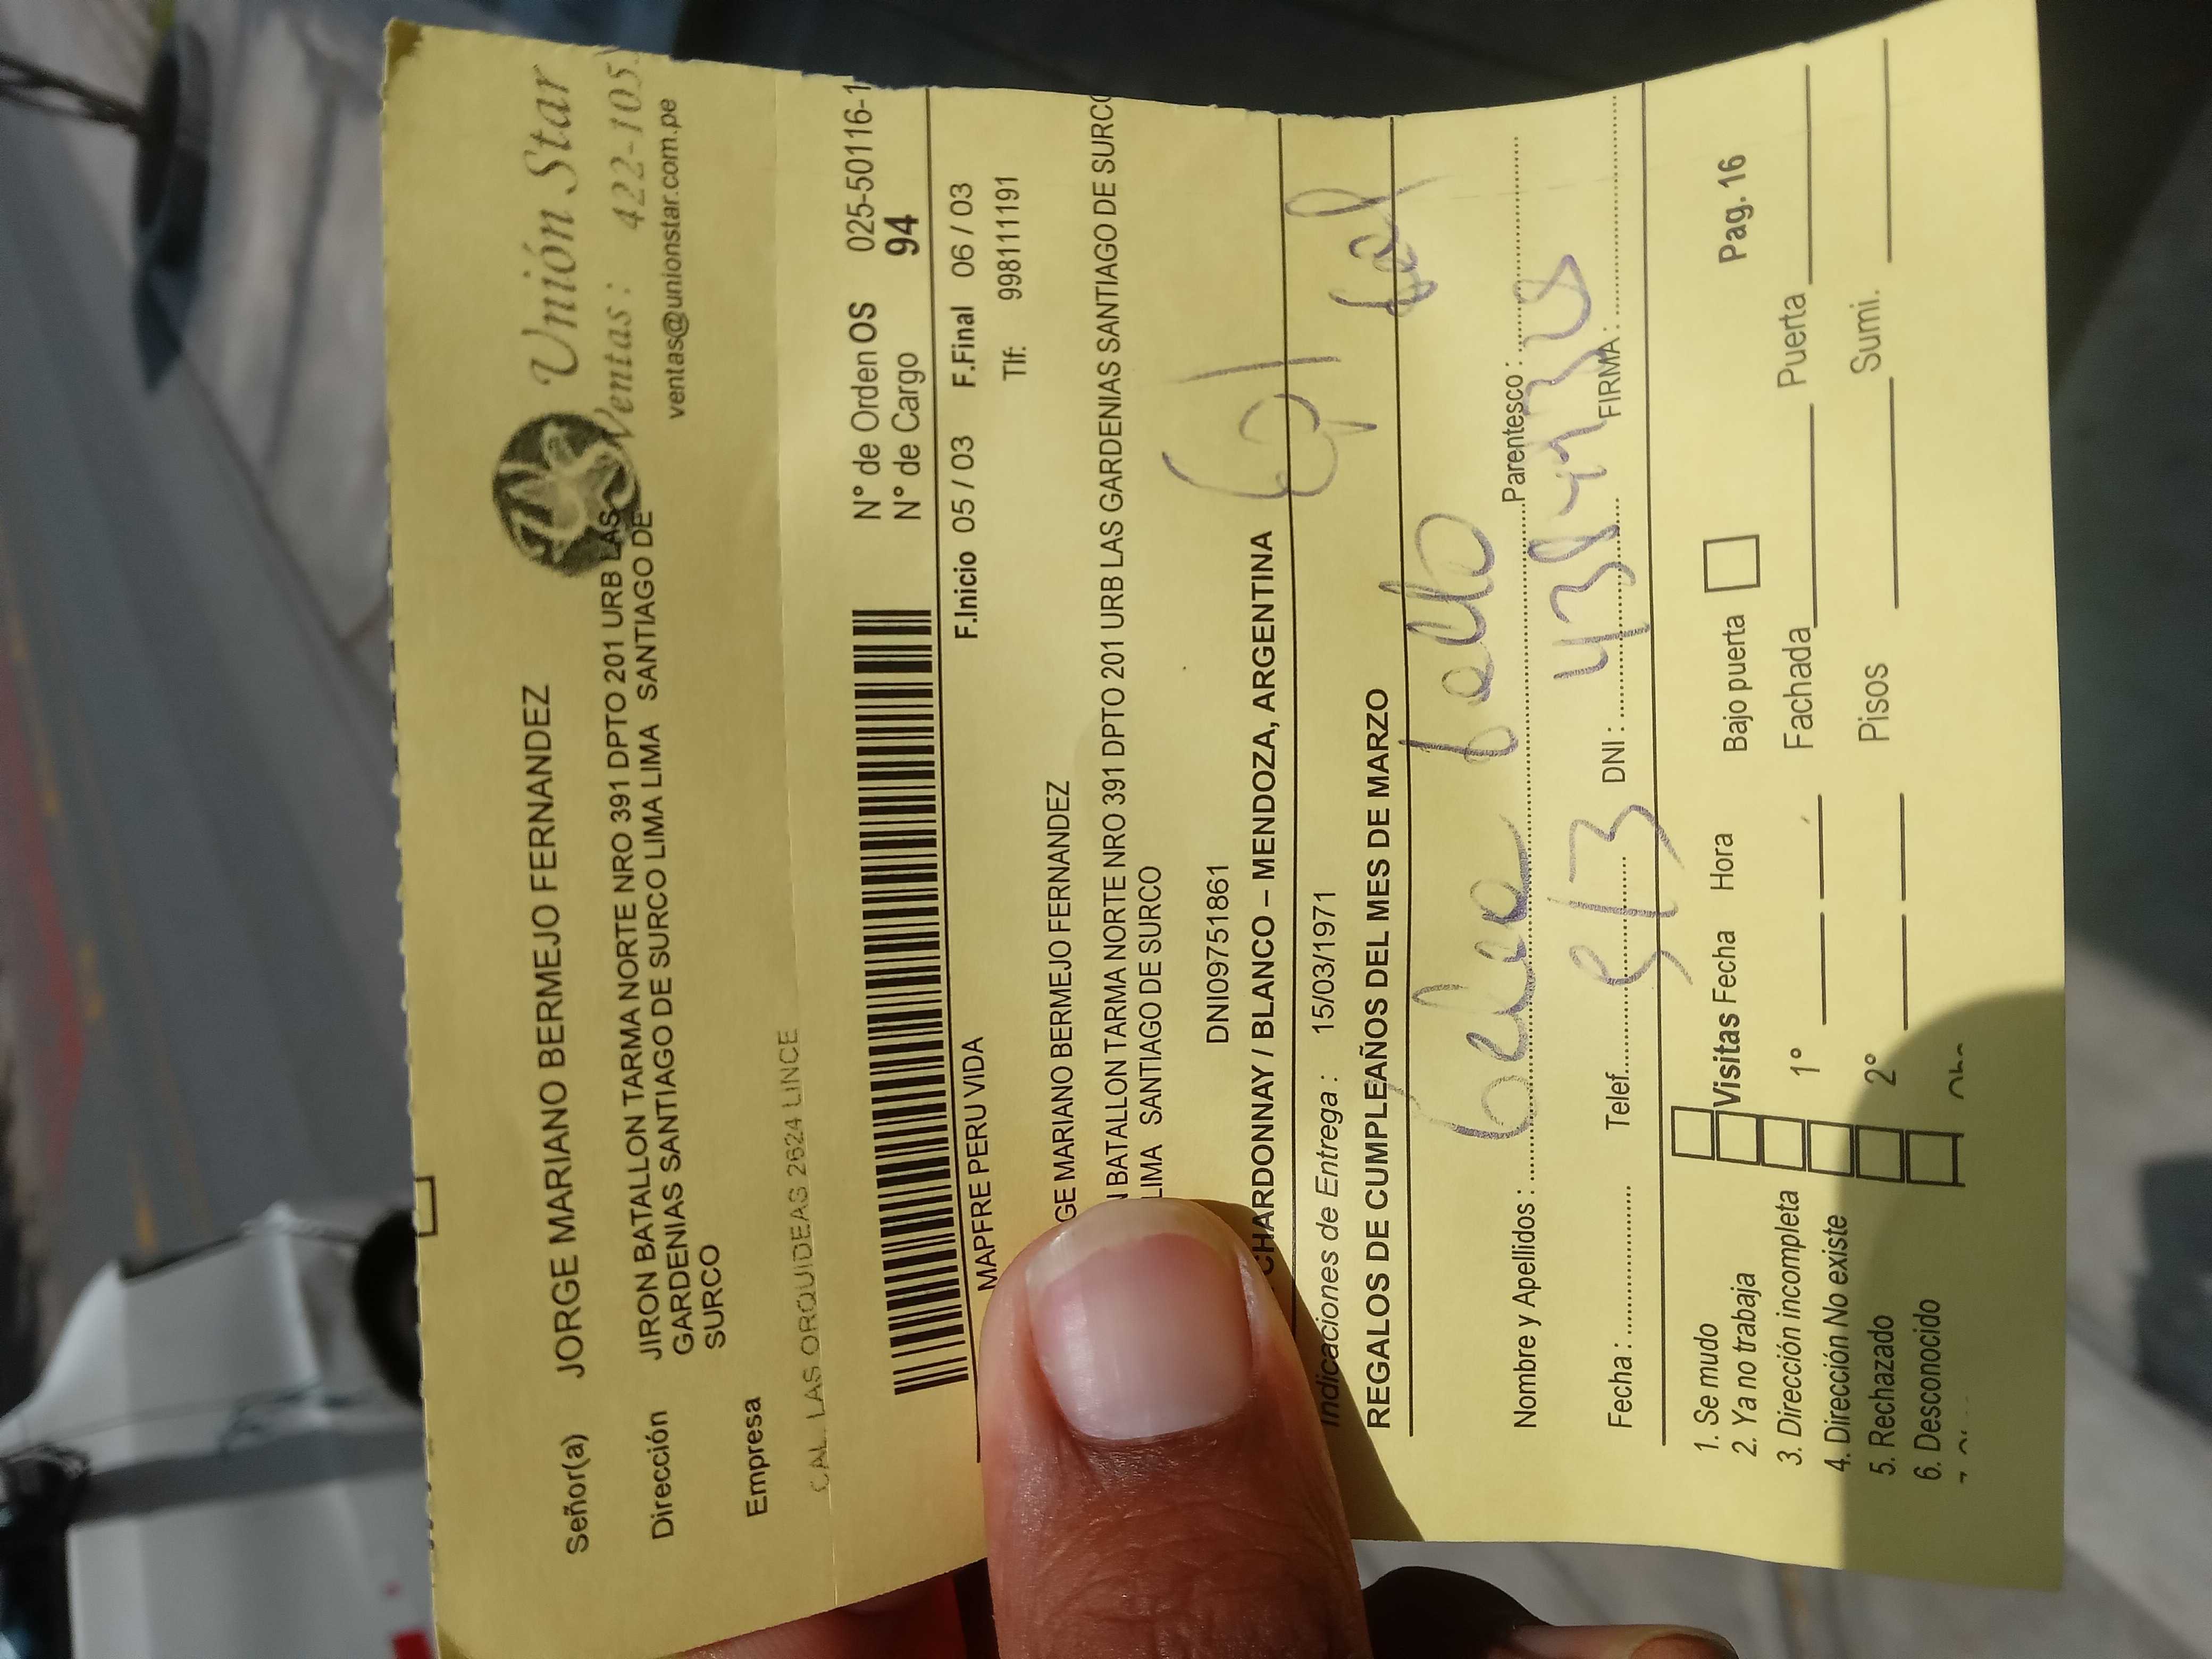 Unión Star
Ventas: 422-105
ventas@unionstar.com.pe
Señor(a) JORGE MARIANO BERMEJO FERNANDEZ
Dirección JIRON BATALLON TARMA NORTE NRO 391 DPTO 201 URB LAS
GARDENIAS SANTIAGO DE SURCO LIMA LIMA SANTIAGO DE
SURCO
Empresa
CAL. LAS ORQUIDEAS 2624 LINCE
N° de Orden OS 025-50116-1
N° de Cargo 94
F.Inicio 05 / 03 F.Final 06 / 03
MAPFRE PERU VIDA
Tlf: 998111191
GE MARIANO BERMEJO FERNANDEZ
BATALLON TARMA NORTE NRO 391 DPTO 201 URB LAS GARDENIAS SANTIAGO DE SURCO
LIMA SANTIAGO DE SURCO
DNI09751861
CHARDONNAY / BLANCO – MENDOZA, ARGENTINA
Indicaciones de Entrega : 15/03/1971
REGALOS DE CUMPLEAÑOS DEL MES DE MARZO
Nombre y Apellidos : Parentesco :
Fecha : Telef. 5/3 DNI : FIRMA :
1. Se mudo
2. Ya no trabaja
3. Dirección incompleta
4. Dirección No existe
5. Rechazado
6. Desconocido
Visitas Fecha Hora
1°
2°
Bajo puerta Pag. 16
Fachada Puerta
Pisos Sumi.